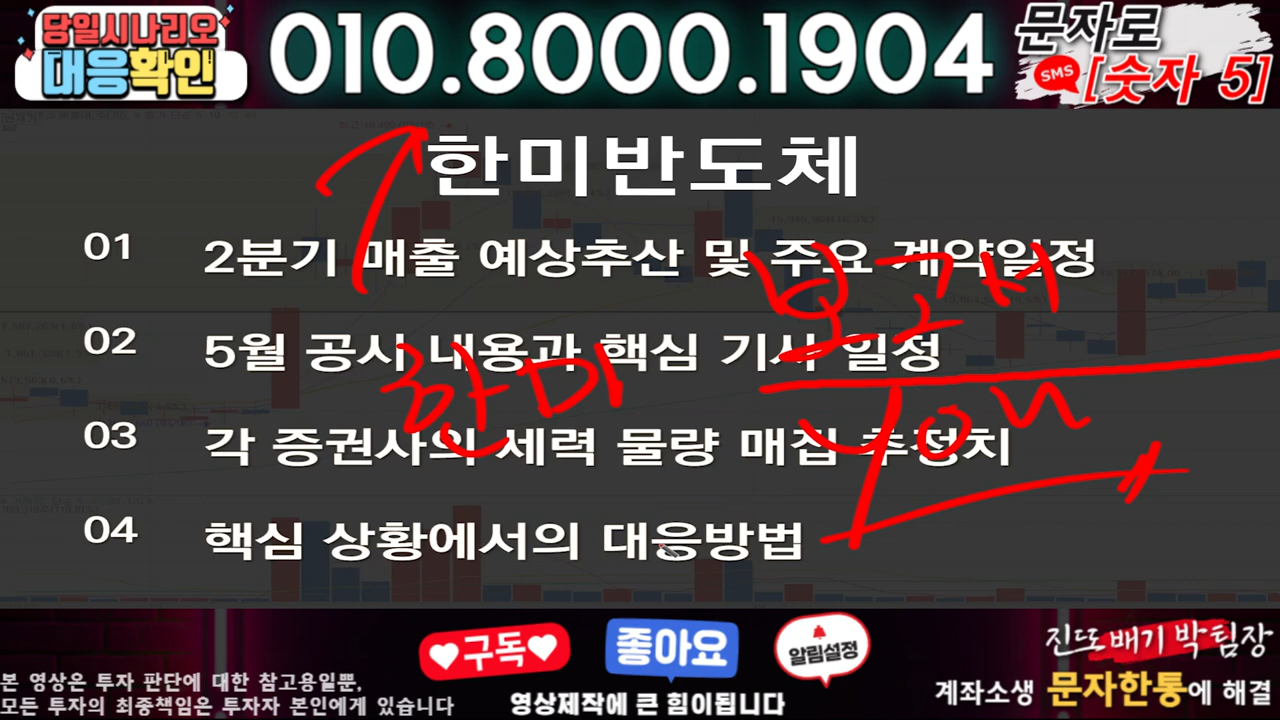 당일시나리오
대응확인
010.8000.1904
문자로
SMS
[숫자 5]
한미반도체
01 2분기 매출 예상추산 및 주요 계약일정
02 5월 공시 내용과 핵심 기사 일정
03 각 증권사의 세력 물량 매집 추정치
04 핵심 상황에서의 대응방법
보고서
한미
You
구독
좋아요
알림설정
영상제작에 큰 힘이됩니다
본 영상은 투자 판단에 대한 참고용일뿐,
모든 투자의 최종책임은 투자자 본인에게 있습니다
진또배기 박팀장
계좌소생 문자한통에 해결